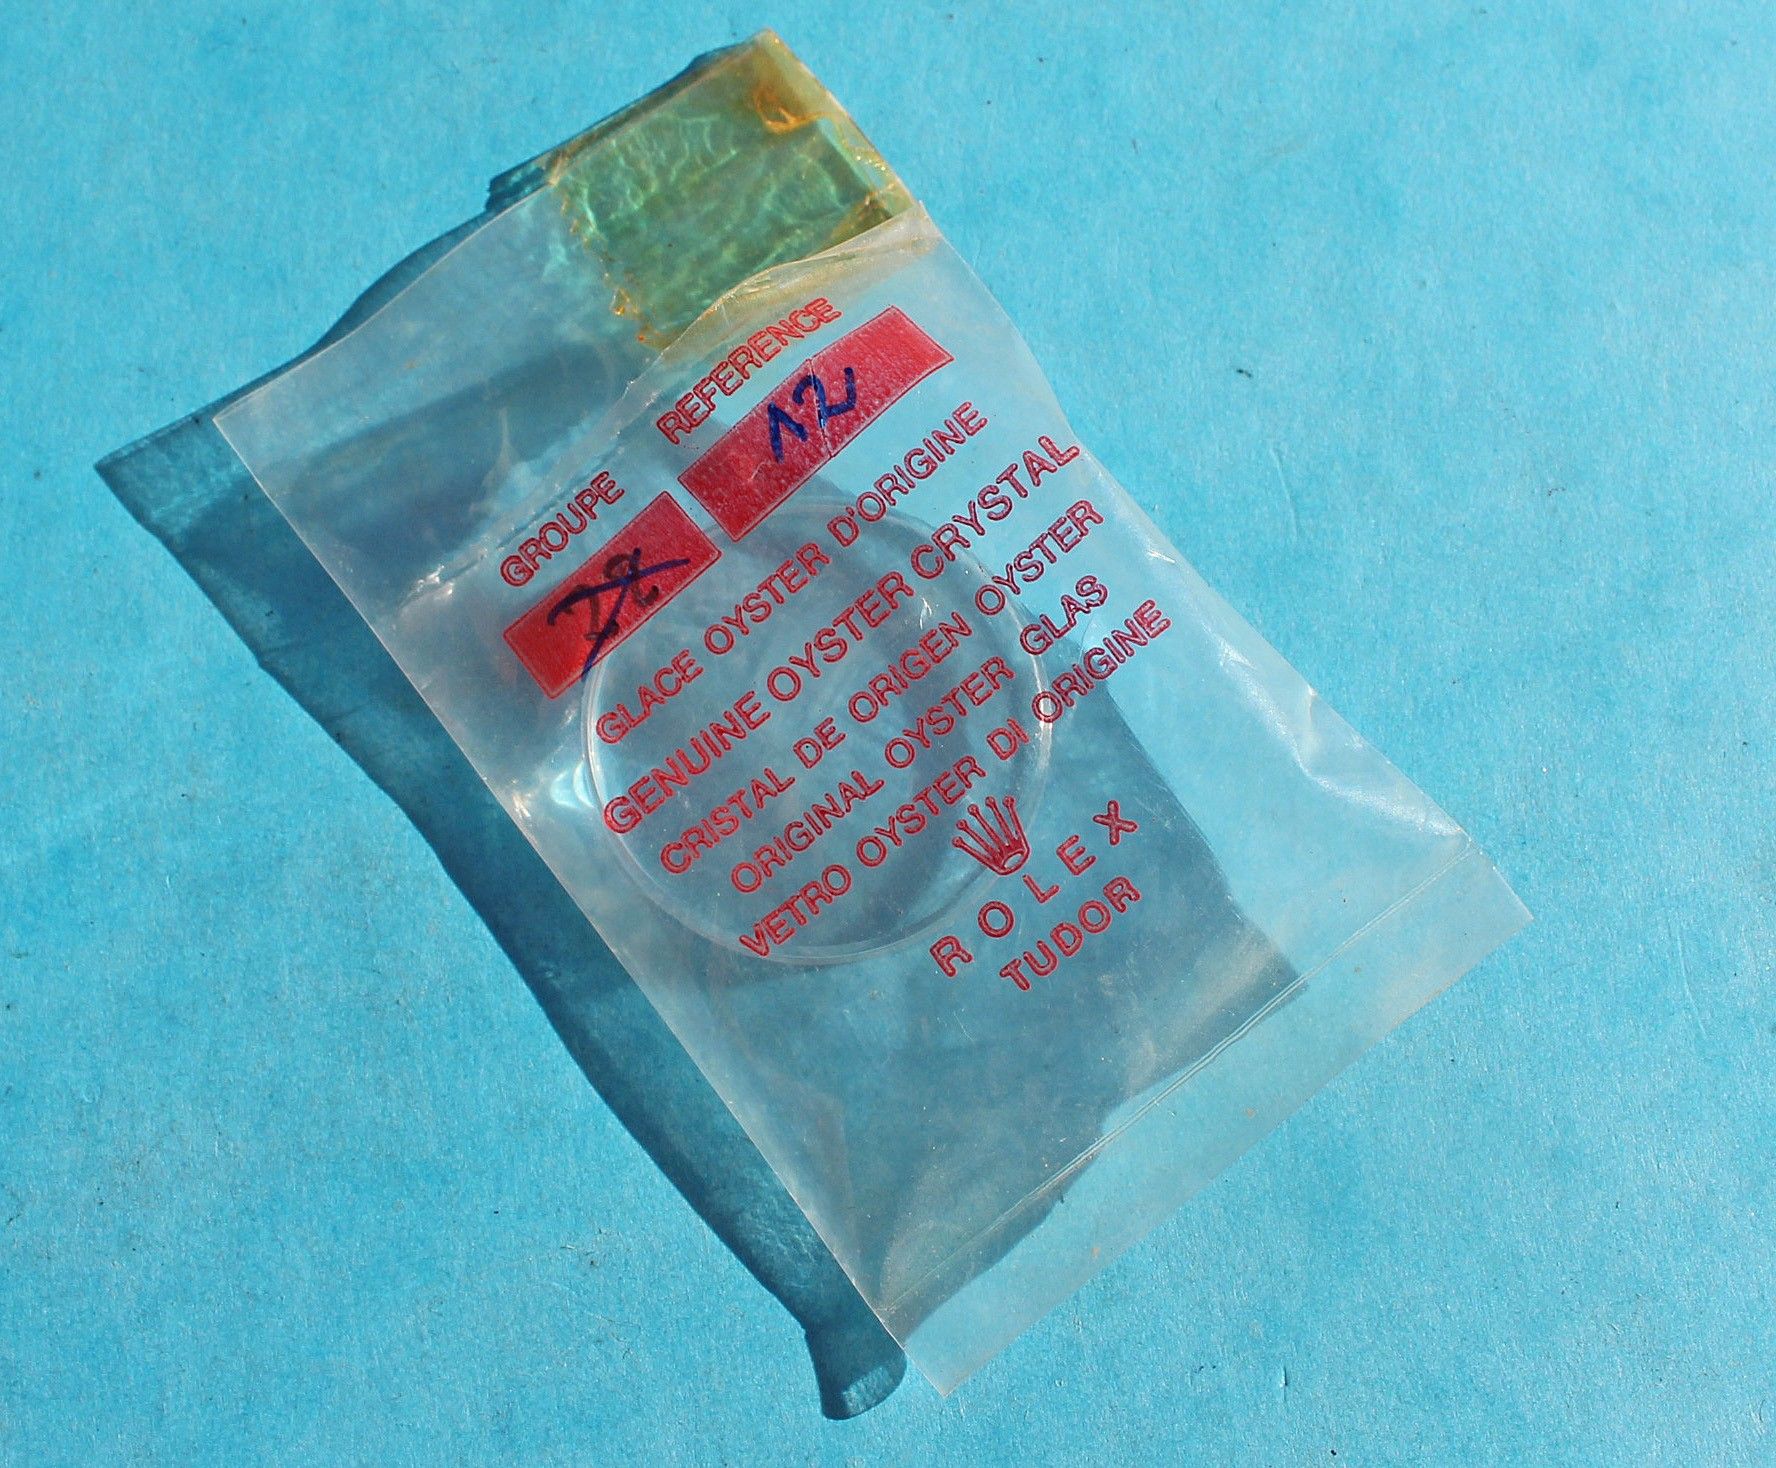 GROUPE REFERENCE
12
GLACE OYSTER D'ORIGINE
GENUINE OYSTER CRYSTAL
CRISTAL DE ORIGEN OYSTER
ORIGINAL OYSTER GLAS
VETRO OYSTER DI ORIGINE
ROLEX
TUDOR